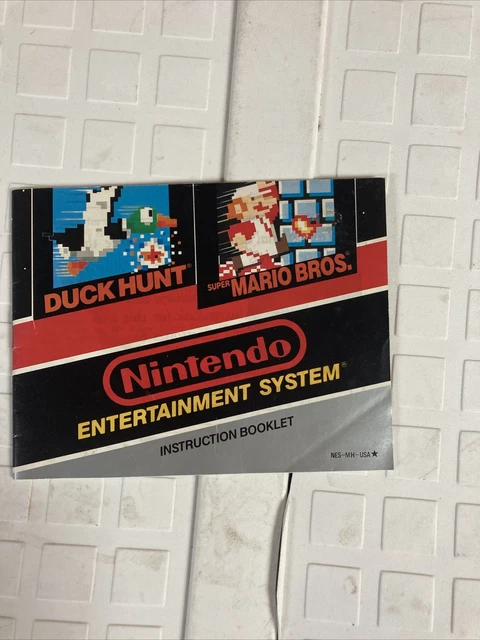 DUCK HUNT®
SUPER MARIO BROS.®
Nintendo
ENTERTAINMENT SYSTEM®
INSTRUCTION BOOKLET
NES-MH-USA★